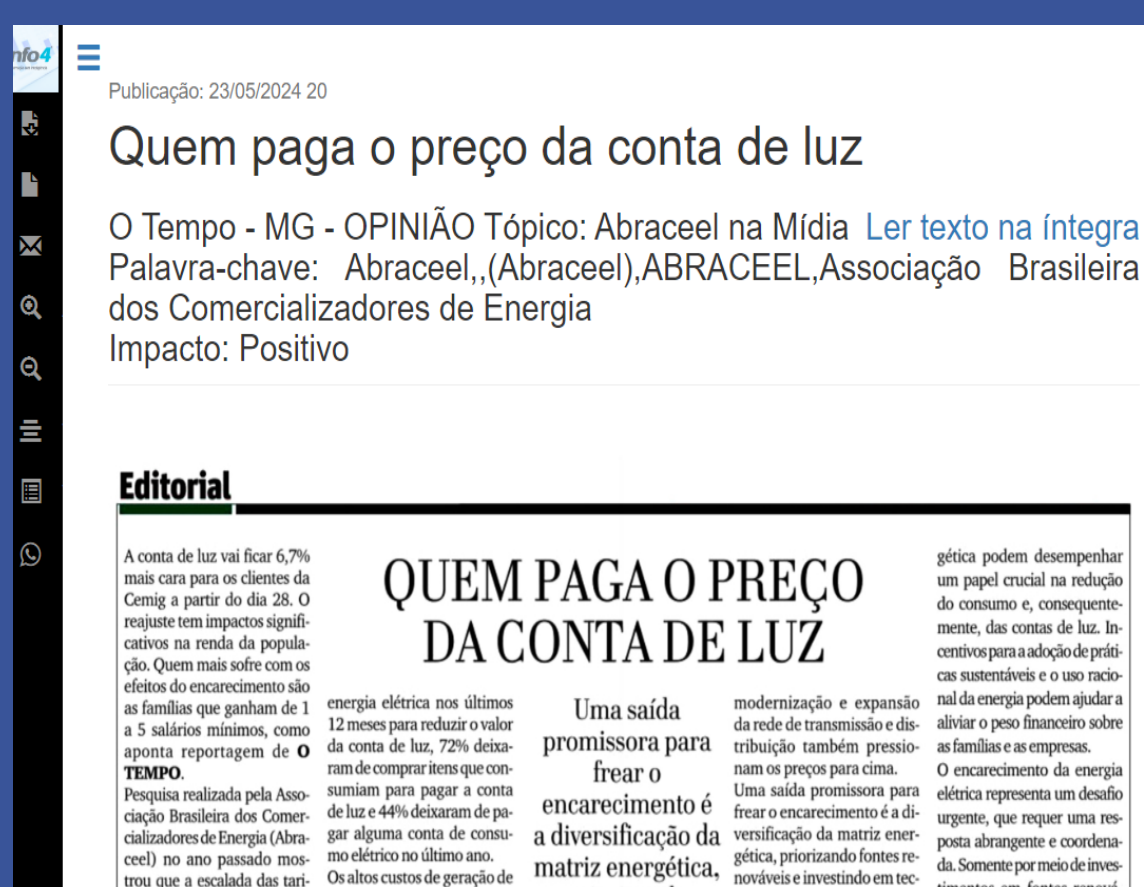 nfo4
Publicação: 23/05/2024 20
Quem paga o preço da conta de luz
O Tempo - MG - OPINIÃO Tópico: Abraceel na Mídia Ler texto na íntegra
Palavra-chave: Abraceel,,(Abraceel),ABRACEEL,Associação Brasileira
dos Comercializadores de Energia
Impacto: Positivo
Editorial
QUEM PAGA O PREÇO
DA CONTA DE LUZ
A conta de luz vai ficar 6,7%
mais cara para os clientes da
Cemig a partir do dia 28. O
reajuste tem impactos signifi-
cativos na renda da popula-
ção. Quem mais sofre com os
efeitos do encarecimento são
as famílias que ganham de 1
a 5 salários mínimos, como
aponta reportagem de O
TEMPO.
Pesquisa realizada pela Asso-
ciação Brasileira dos Comer-
cializadores de Energia (Abra-
ceel) no ano passado mos-
trou que a escalada das tari-
energia elétrica nos últimos
12 meses para reduzir o valor
da conta de luz, 72% deixa-
ram de comprar itens que con-
sumiam para pagar a conta
de luz e 44% deixaram de pa-
gar alguma conta de consu-
mo elétrico no último ano.
Os altos custos de geração de
Uma saída
promissora para
frear o
encarecimento é
a diversificação da
matriz energética,
modernização e expansão
da rede de transmissão e dis-
tribuição também pressio-
nam os preços para cima.
Uma saída promissora para
frear o encarecimento é a di-
versificação da matriz ener-
gética, priorizando fontes re-
nováveis e investindo em tec-
gética podem desempenhar
um papel crucial na redução
do consumo e, consequente-
mente, das contas de luz. In-
centivos para a adoção de práti-
cas sustentáveis e o uso racio-
nal da energia podem ajudar a
aliviar o peso financeiro sobre
as famílias e as empresas.
O encarecimento da energia
elétrica representa um desafio
urgente, que requer uma res-
posta abrangente e coordena-
da. Somente por meio de inves-
timentos em fontes renová-